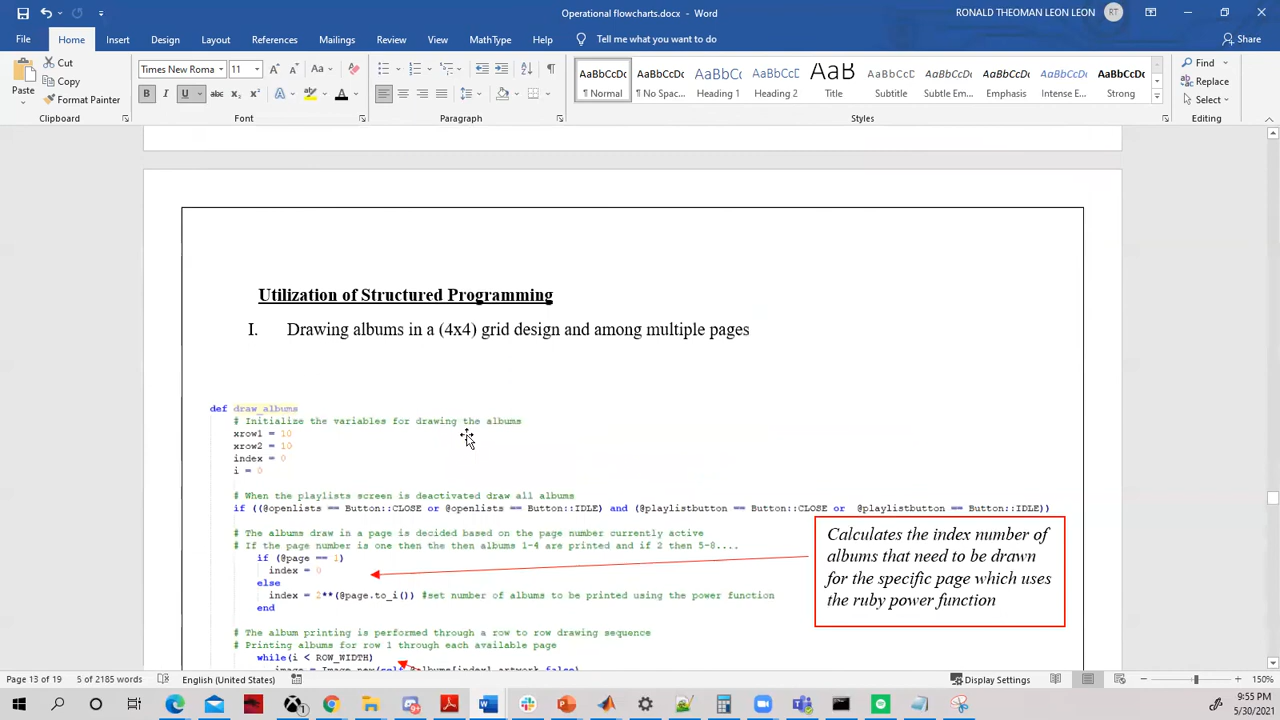 Operational flowcharts.docx - Word
RONALD THEOMAN LEON LEON
RT
File Home Insert Design Layout References Mailings Review View MathType Help Tell me what you want to do
Share
Paste
Cut
Copy
Format Painter
Clipboard
Times New Roma 11
Font
Paragraph
AaBbCcDc AaBbCcDc AaBbCcDc AaBbCcDc AaB AaBbCcDc AaBbCcDc AaBbCcDc AaBbCcDc AaBbCcDc
¶ Normal ¶ No Spac... Heading 1 Heading 2 Title Subtitle Subtle Em... Emphasis Intense E... Strong
Styles
Find
Replace
Select
Editing
Utilization of Structured Programming
I. Drawing albums in a (4x4) grid design and among multiple pages
def draw_albums
# Initialize the variables for drawing the albums
xrow1 = 10
xrow2 = 10
index = 0
i = 0
# When the playlists screen is deactivated draw all albums
if ((@openlists == Button::CLOSE or @openlists == Button::IDLE) and (@playlistbutton == Button::CLOSE or @playlistbutton == Button::IDLE))
# The albums draw in a page is decided based on the page number currently active
# If the page number is one then the then albums 1-4 are printed and if 2 then 5-8....
if (@page == 1)
index = 0
else
index = 2**(@page.to_i()) #set number of albums to be printed using the power function
end
# The album printing is performed through a row to row drawing sequence
# Printing albums for row 1 through each available page
while(i < ROW_WIDTH)
Calculates the index number of
albums that need to be drawn
for the specific page which uses
the ruby power function
Page 13 of 19 5 of 2185 words English (United States) Display Settings 150%
9:55 PM
5/30/2021